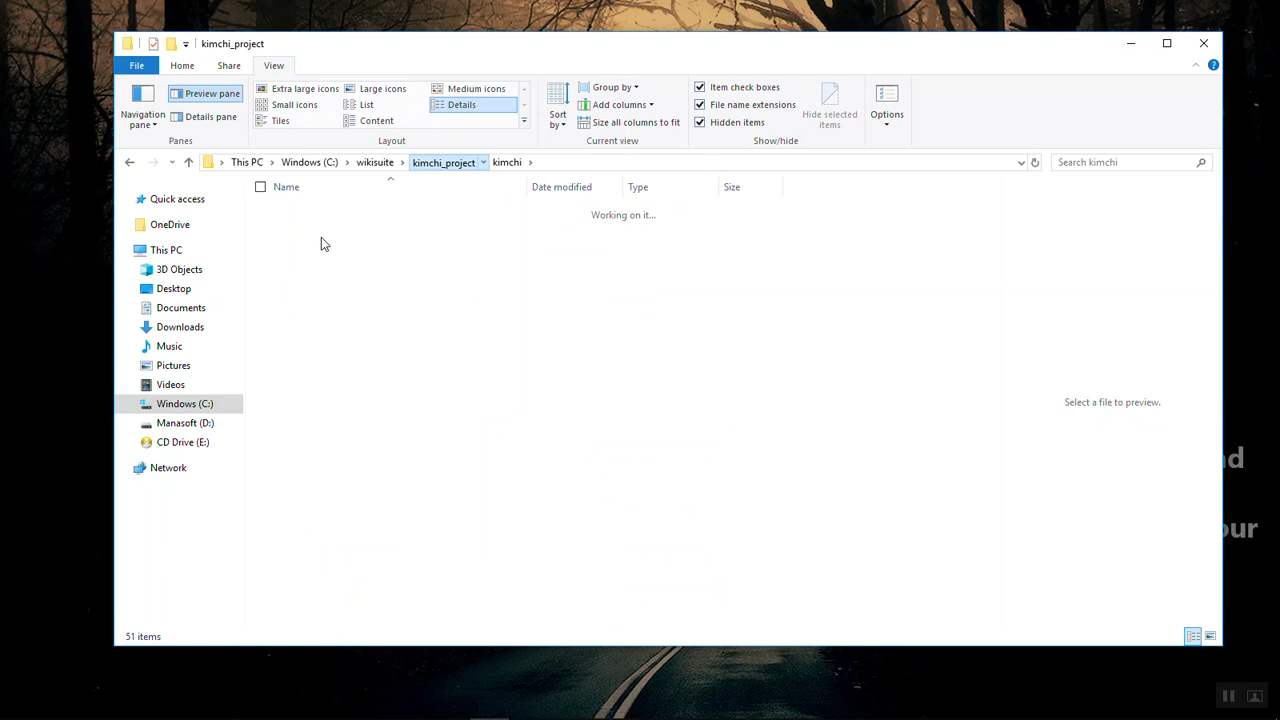 kimchi_project
File Home Share View
Navigation pane
Preview pane
Details pane
Panes
Extra large icons Large icons Medium icons
Small icons List Details
Tiles Content
Layout
Sort by
Group by
Add columns
Size all columns to fit
Current view
Item check boxes
File name extensions
Hidden items
Hide selected items
Show/hide
Options
This PC Windows (C:) wikisuite kimchi_project kimchi
Search kimchi
Name Date modified Type Size
Working on it...
Quick access
OneDrive
This PC
3D Objects
Desktop
Documents
Downloads
Music
Pictures
Videos
Windows (C:)
Manasoft (D:)
CD Drive (E:)
Network
Select a file to preview.
51 items